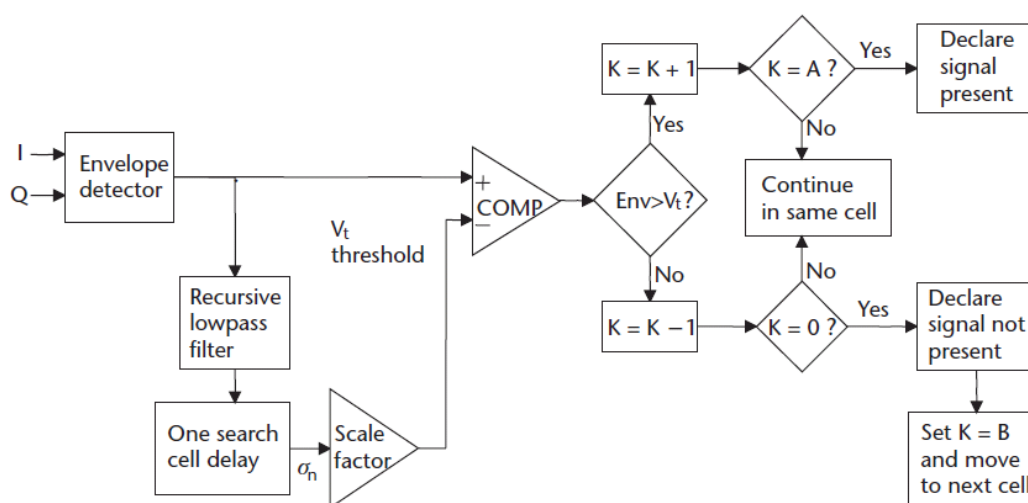 I
Q
Envelope
detector
Recursive
lowpass
filter
One search
cell delay
σn
Scale
factor
Vt
threshold
+
COMP
−
Env>Vt?
Yes
No
K = K + 1
K = A ?
Yes
Declare
signal
present
No
Continue
in same cell
No
K = K −1
K = 0 ?
Yes
Declare
signal not
present
Set K = B
and move
to next cell